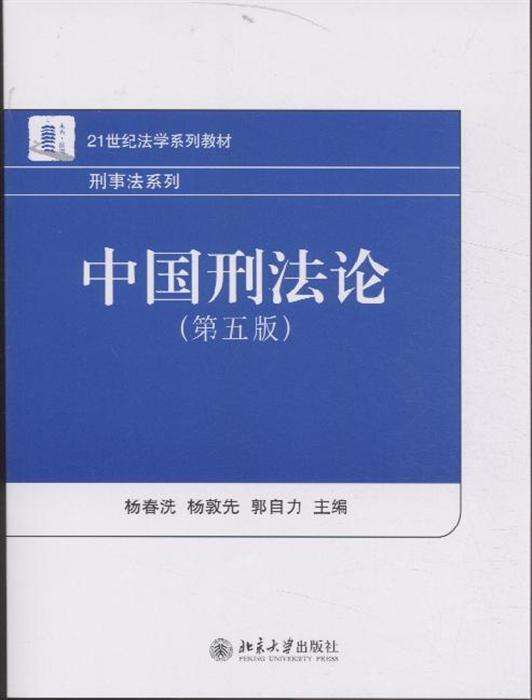 21世纪法学系列教材
刑事法系列
中国刑法论
(第五版)
杨春洗 杨敦先 郭自力 主编
北京大学出版社
PEKING UNIVERSITY PRESS